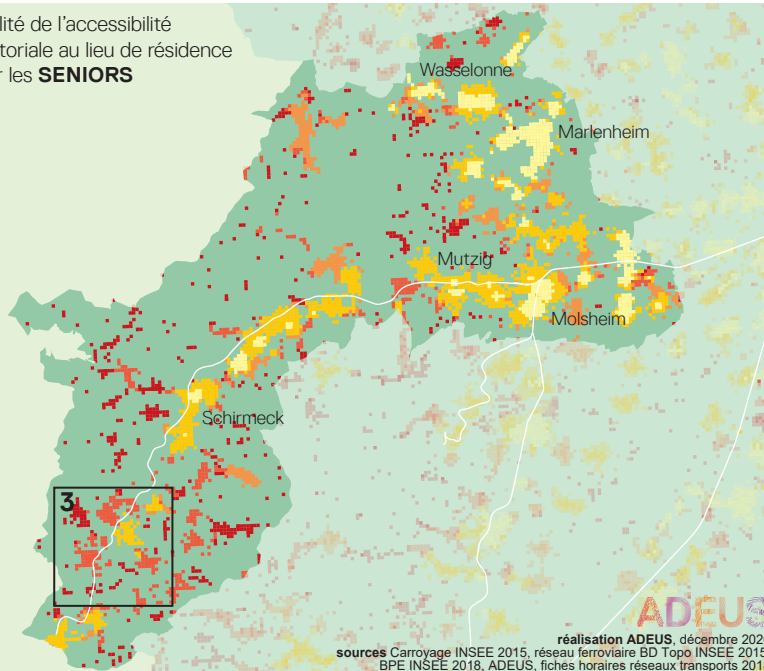 lité de l'accessibilité
toriale au lieu de résidence
r les SENIORS
Wasselonne
Marlenheim
Mutzig
Molsheim
Schirmeck
3
ADEUS
réalisation ADEUS, décembre 202
sources Carroyage INSEE 2015, réseau ferroviaire BD Topo INSEE 2015
BPE INSEE 2018, ADEUS, fiches horaires réseaux transports 201